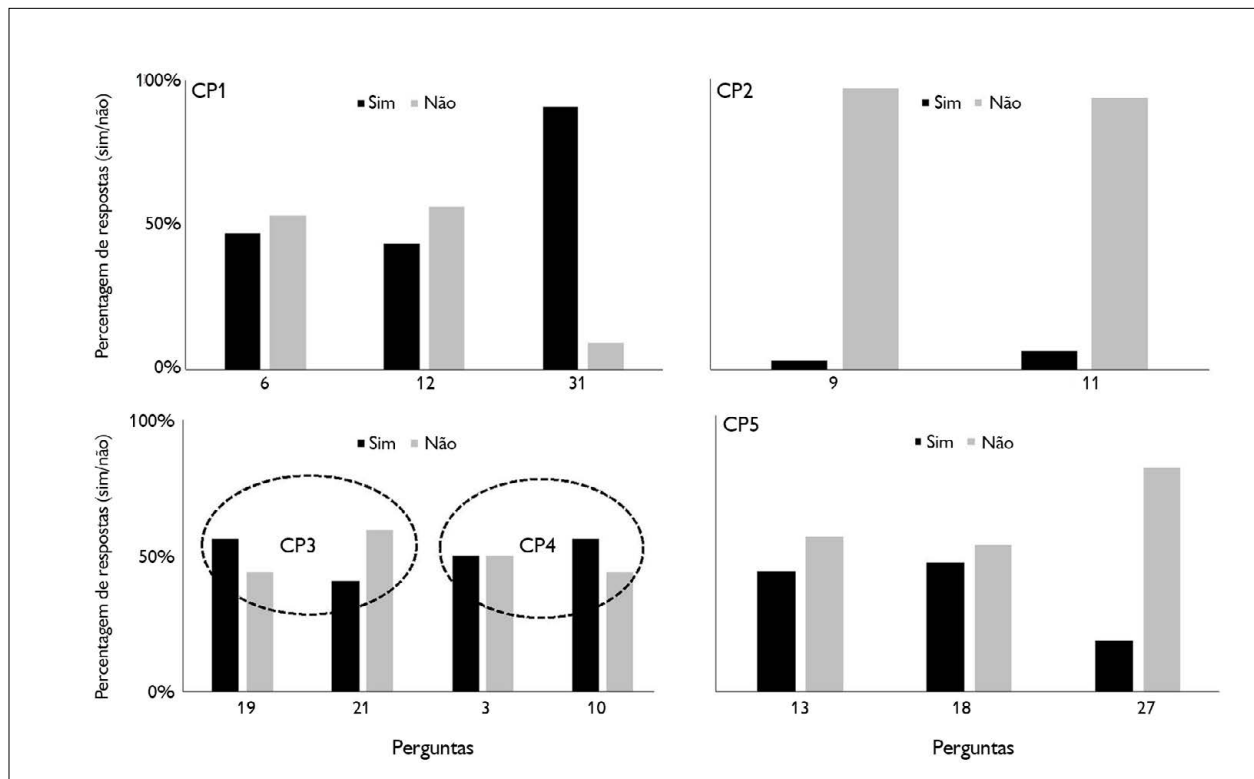 CP1
Sim Não
Percentagem de respostas (sim/não)
100%
50%
0%
6 12 31
CP2
Sim Não
9 11
Percentagem de respostas (sim/não)
100%
50%
0%
Sim Não
CP3
CP4
19 21 3 10
Perguntas
CP5
Sim Não
13 18 27
Perguntas